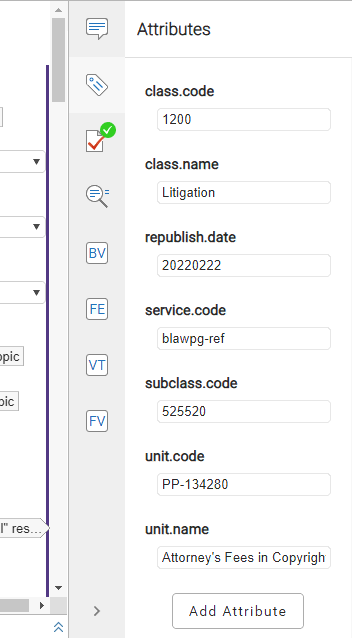 Attributes
class.code
1200
class.name
Litigation
republish.date
20220222
service.code
blawpg-ref
subclass.code
525520
unit.code
PP-134280
unit.name
Attorney's Fees in Copyrigh
Add Attribute
BV
FE
VT
FV
opic
pic
l" res...